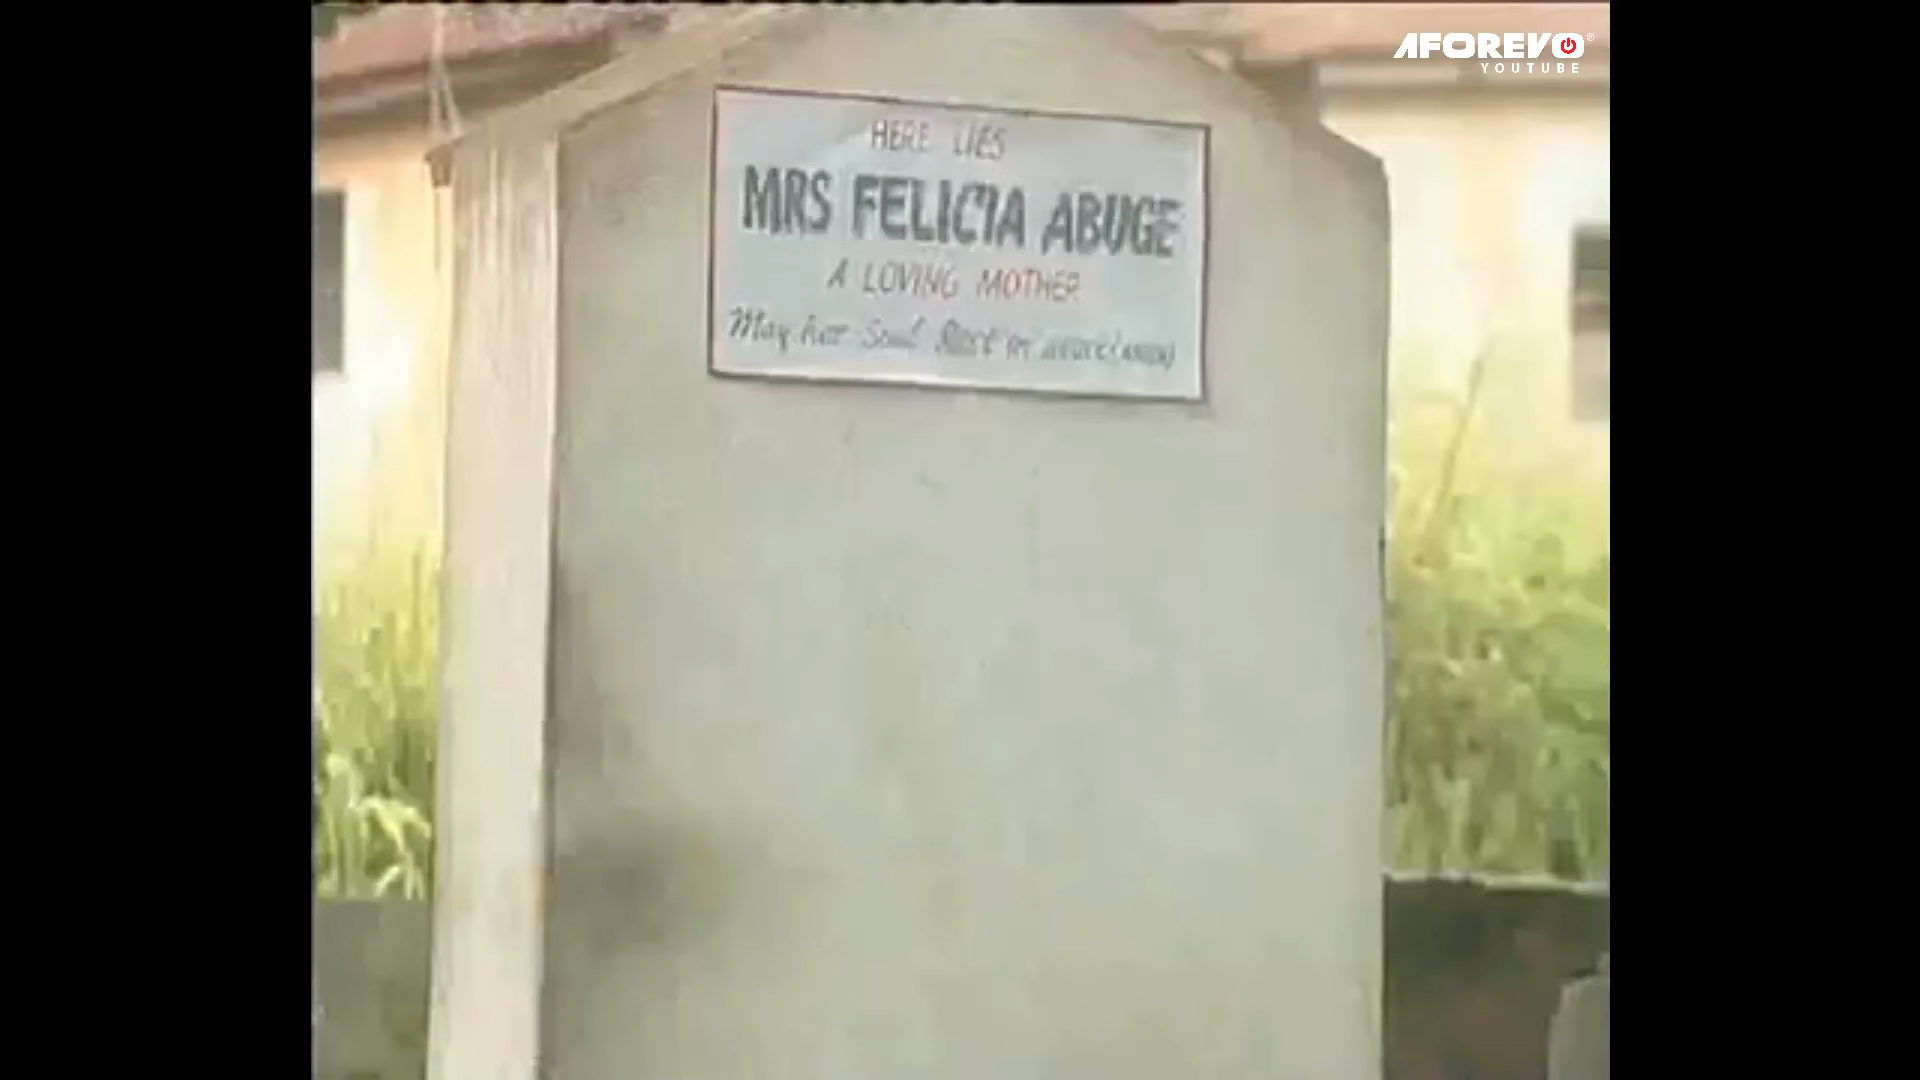 AFOREVO
YOUTUBE
HERE LIES
MRS FELICIA ABUGE
A LOVING MOTHER
May her Soul Rest in